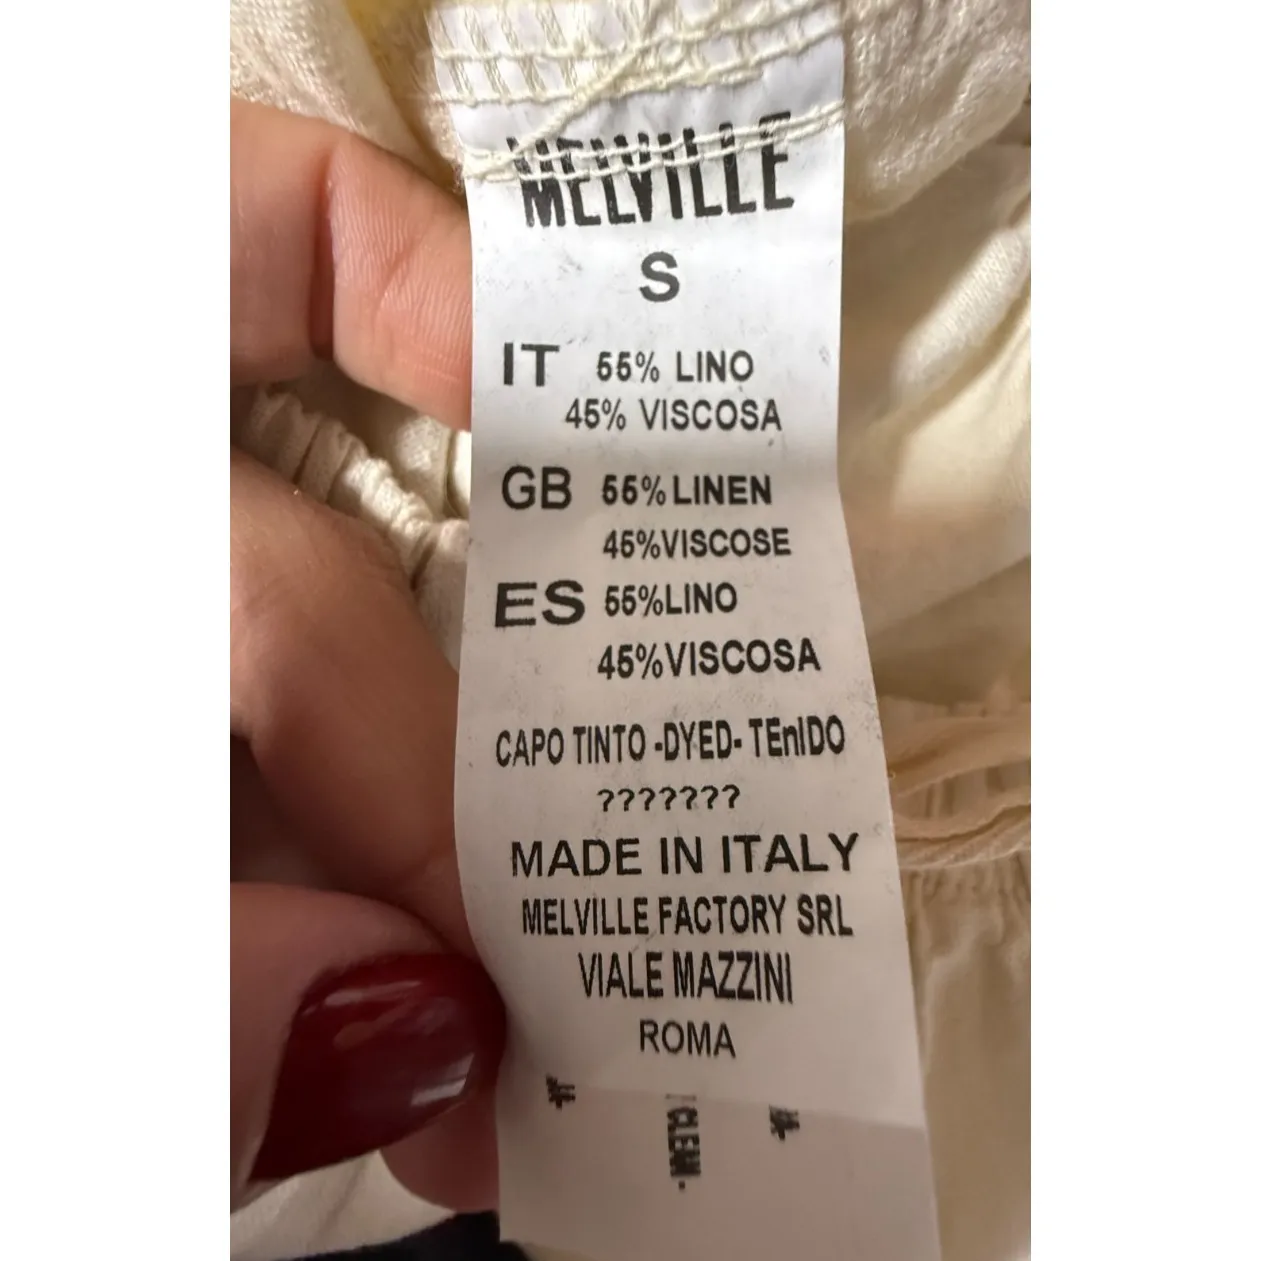 MELVILLE
S
IT 55% LINO
45% VISCOSA
GB 55%LINEN
45%VISCOSE
ES 55%LINO
45%VISCOSA
CAPO TINTO -DYED- TEnIDO
???????
MADE IN ITALY
MELVILLE FACTORY SRL
VIALE MAZZINI
ROMA
CLEAN -